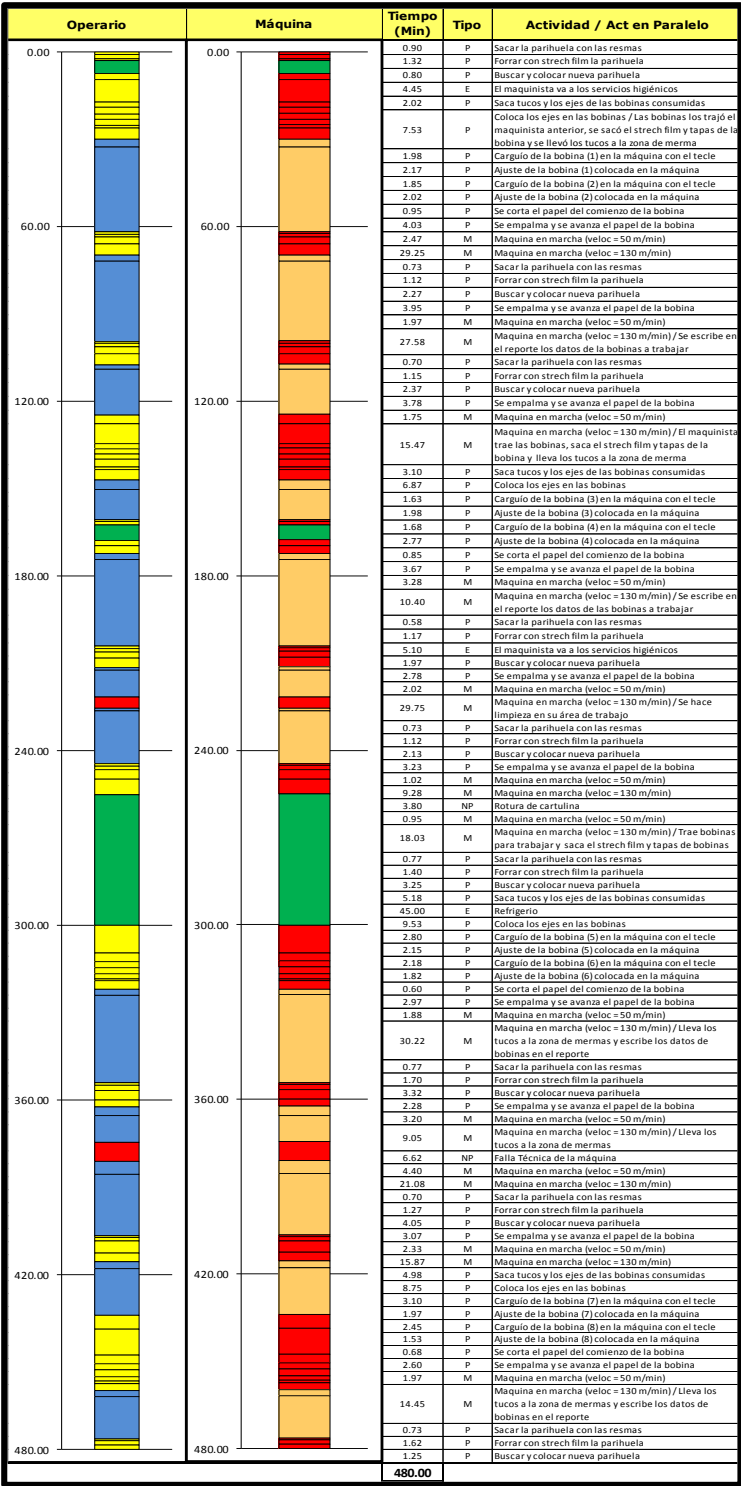 Operario Máquina Tiempo (Min) Tipo Actividad / Act en Paralelo
0.00 0.00
0.90 P Sacar la parihuela con las resmas
1.32 P Forrar con strech film la parihuela
0.80 P Buscar y colocar nueva parihuela
4.45 E El maquinista va a los servicios higiénicos
2.02 P Saca tucos y los ejes de las bobinas consumidas
7.53 P Coloca los ejes en las bobinas / Las bobinas los trajó el
maquinista anterior, se sacó el strech film y tapas de la
bobina y se llevó los tucos a la zona de merma
1.98 P Carguío de la bobina (1) en la máquina con el tecle
2.17 P Ajuste de la bobina (1) colocada en la máquina
1.85 P Carguío de la bobina (2) en la máquina con el tecle
2.02 P Ajuste de la bobina (2) colocada en la máquina
0.95 P Se corta el papel del comienzo de la bobina
60.00 60.00
4.03 P Se empalma y se avanza el papel de la bobina
2.47 M Maquina en marcha (veloc = 50 m/min)
29.25 M Maquina en marcha (veloc = 130 m/min)
0.73 P Sacar la parihuela con las resmas
1.12 P Forrar con strech film la parihuela
2.27 P Buscar y colocar nueva parihuela
3.95 P Se empalma y se avanza el papel de la bobina
1.97 M Maquina en marcha (veloc = 50 m/min)
27.58 M Maquina en marcha (veloc = 130 m/min) / Se escribe en
el reporte los datos de la bobinas a trabajar
0.70 P Sacar la parihuela con las resmas
1.15 P Forrar con strech film la parihuela
2.37 P Buscar y colocar nueva parihuela
120.00 120.00
3.78 P Se empalma y se avanza el papel de la bobina
1.75 M Maquina en marcha (veloc = 50 m/min)
15.47 M Maquina en marcha (veloc = 130 m/min) / El maquinista
trae las bobinas, saca el strech film y tapas de la
bobina y lleva los tucos a la zona de merma
3.10 P Saca tucos y los ejes de las bobinas consumidas
6.87 P Coloca los ejes en las bobinas
1.63 P Carguío de la bobina (3) en la máquina con el tecle
1.98 P Ajuste de la bobina (3) colocada en la máquina
1.68 P Carguío de la bobina (4) en la máquina con el tecle
2.77 P Ajuste de la bobina (4) colocada en la máquina
0.85 P Se corta el papel del comienzo de la bobina
3.67 P Se empalma y se avanza el papel de la bobina
180.00 180.00
3.28 M Maquina en marcha (veloc = 50 m/min)
10.40 M Maquina en marcha (veloc = 130 m/min) / Se escribe en
el reporte los datos de las bobinas a trabajar
0.58 P Sacar la parihuela con las resmas
1.17 P Forrar con strech film la parihuela
5.10 E El maquinista va a los servicios higiénicos
1.97 P Buscar y colocar nueva parihuela
2.78 P Se empalma y se avanza el papel de la bobina
2.02 M Maquina en marcha (veloc = 50 m/min)
29.75 M Maquina en marcha (veloc = 130 m/min) / Se hace
limpieza en su área de trabajo
0.73 P Sacar la parihuela con las resmas
1.12 P Forrar con strech film la parihuela
2.13 P Buscar y colocar nueva parihuela
240.00 240.00
3.23 P Se empalma y se avanza el papel de la bobina
1.02 M Maquina en marcha (veloc = 50 m/min)
9.28 M Maquina en marcha (veloc = 130 m/min)
3.80 NP Rotura de cartulina
0.95 M Maquina en marcha (veloc = 50 m/min)
18.03 M Maquina en marcha (veloc = 130 m/min) / Trae bobinas
para trabajar y saca el strech film y tapas de bobinas
0.77 P Sacar la parihuela con las resmas
1.40 P Forrar con strech film la parihuela
3.25 P Buscar y colocar nueva parihuela
5.18 P Saca tucos y los ejes de las bobinas consumidas
45.00 E Refrigerio
300.00 300.00
9.53 P Coloca los ejes en las bobinas
2.80 P Carguío de la bobina (5) en la máquina con el tecle
2.15 P Ajuste de la bobina (5) colocada en la máquina
2.18 P Carguío de la bobina (6) en la máquina con el tecle
1.82 P Ajuste de la bobina (6) colocada en la máquina
0.60 P Se corta el papel del comienzo de la bobina
2.97 P Se empalma y se avanza el papel de la bobina
1.88 M Maquina en marcha (veloc = 50 m/min)
30.22 M Maquina en marcha (veloc = 130 m/min) / Lleva los
tucos a la zona de mermas y escribe los datos de
bobinas en el reporte
0.77 P Sacar la parihuela con las resmas
1.70 P Forrar con strech film la parihuela
360.00 360.00
3.32 P Buscar y colocar nueva parihuela
2.28 P Se empalma y se avanza el papel de la bobina
3.20 M Maquina en marcha (veloc = 50 m/min)
9.05 M Maquina en marcha (veloc = 130 m/min) / Lleva los
tucos a la zona de mermas
6.62 NP Falla Técnica de la máquina
4.40 M Maquina en marcha (veloc = 50 m/min)
21.08 M Maquina en marcha (veloc = 130 m/min)
0.70 P Sacar la parihuela con las resmas
1.27 P Forrar con strech film la parihuela
4.05 P Buscar y colocar nueva parihuela
3.07 P Se empalma y se avanza el papel de la bobina
420.00 420.00
2.33 M Maquina en marcha (veloc = 50 m/min)
15.87 M Maquina en marcha (veloc = 130 m/min)
4.98 P Saca tucos y los ejes de las bobinas consumidas
8.75 P Coloca los ejes en las bobinas
3.10 P Carguío de la bobina (7) en la máquina con el tecle
1.97 P Ajuste de la bobina (7) colocada en la máquina
2.45 P Carguío de la bobina (8) en la máquina con el tecle
1.53 P Ajuste de la bobina (8) colocada en la máquina
0.68 P Se corta el papel del comienzo de la bobina
2.60 P Se empalma y se avanza el papel de la bobina
1.97 M Maquina en marcha (veloc = 50 m/min)
14.45 M Maquina en marcha (veloc = 130 m/min) / Lleva los
tucos a la zona de mermas y escribe los datos de
bobinas en el reporte
0.73 P Sacar la parihuela con las resmas
1.62 P Forrar con strech film la parihuela
480.00 480.00
1.25 P Buscar y colocar nueva parihuela
480.00